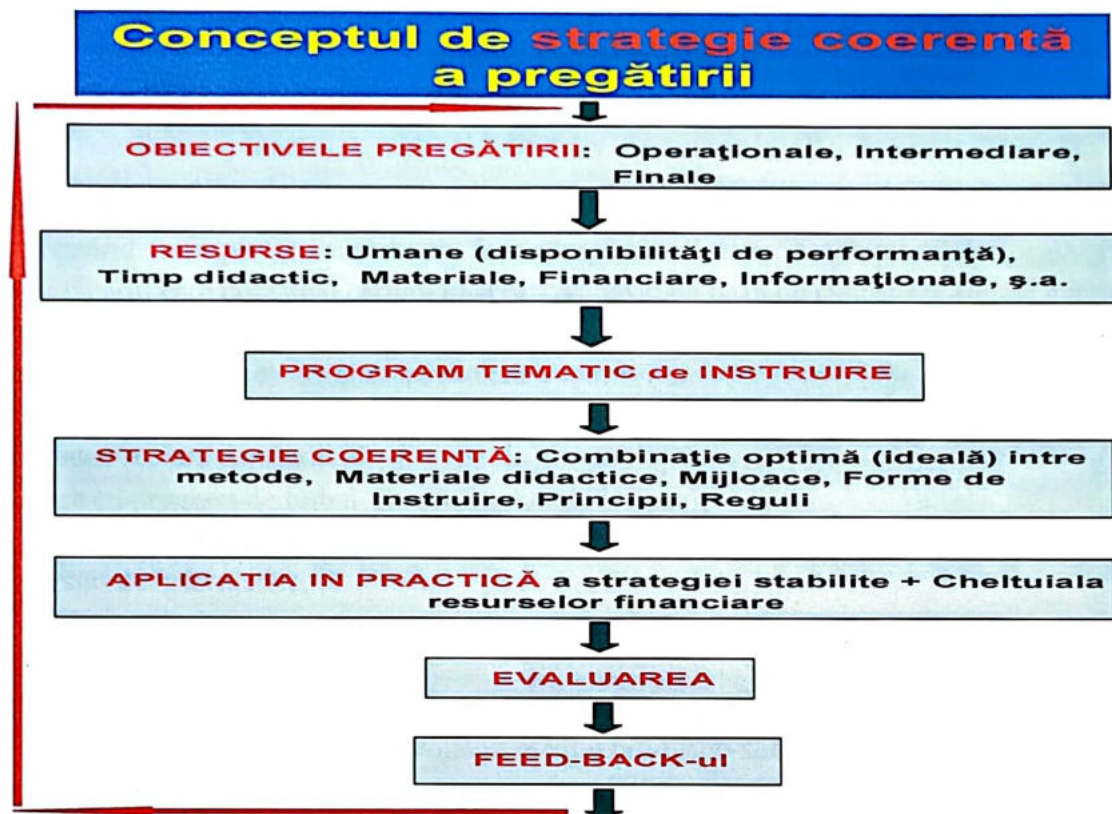 Conceptul de strategie coerentă
a pregătirii
OBIECTIVELE PREGĂTIRII: Operaţionale, Intermediare,
Finale
RESURSE: Umane (disponibilităţi de performanţă),
Timp didactic, Materiale, Financiare, Informaţionale, ş.a.
PROGRAM TEMATIC de INSTRUIRE
STRATEGIE COERENTĂ: Combinaţie optimă (ideală) intre
metode, Materiale didactice, Mijloace, Forme de
Instruire, Principii, Reguli
APLICATIA IN PRACTICĂ a strategiei stabilite + Cheltuiala
resurselor financiare
EVALUAREA
FEED-BACK-ul